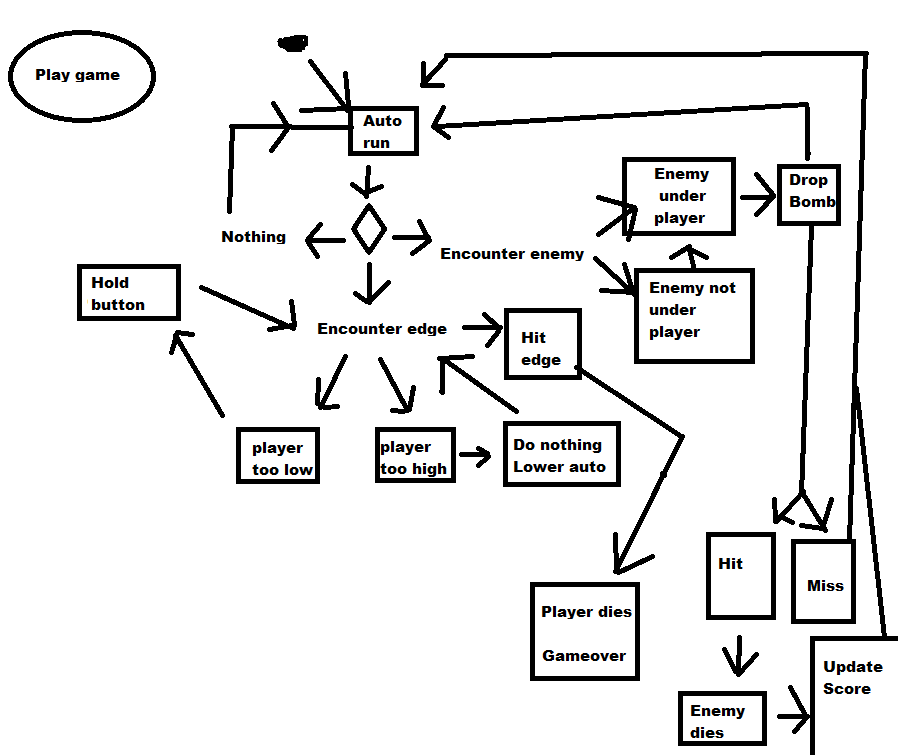 Play game
Auto
run
Nothing
Encounter enemy
Enemy
under
player
Drop
Bomb
Enemy not
under
player
Hold
button
Encounter edge
Hit
edge
player
too low
player
too high
Do nothing
Lower auto
Hit
Miss
Player dies
Gameover
Enemy
dies
Update
Score